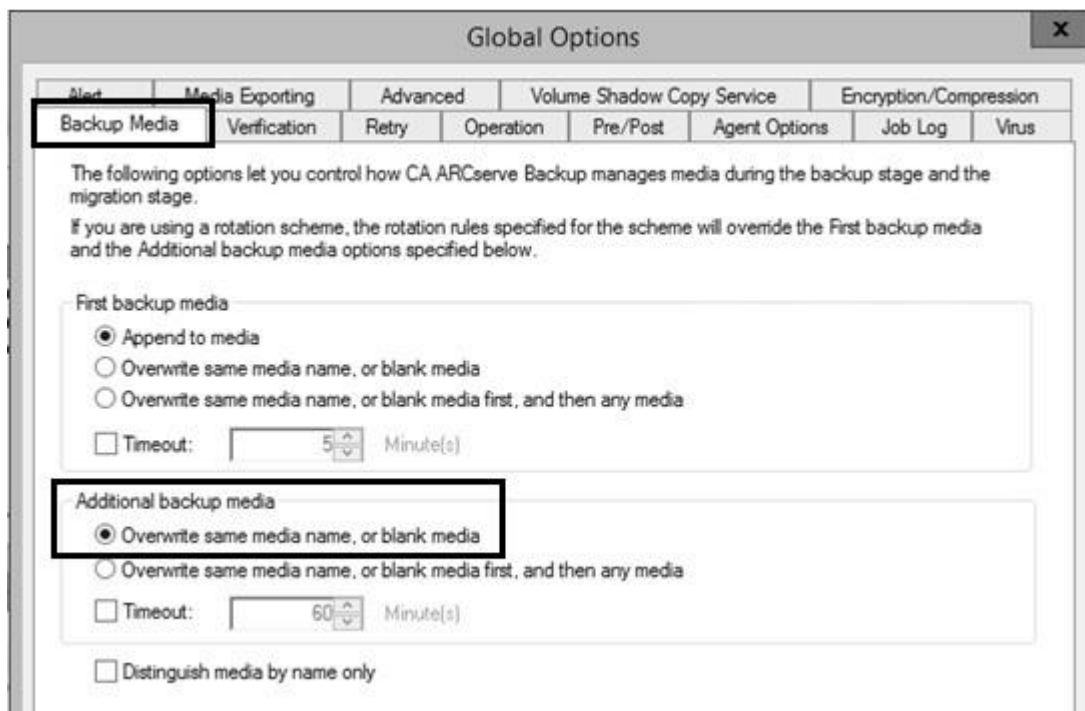 Global Options
x
Alert Media Exporting Advanced Volume Shadow Copy Service Encryption/Compression
Backup Media Verification Retry Operation Pre/Post Agent Options Job Log Virus
The following options let you control how CA ARCserve Backup manages media during the backup stage and the
migration stage.
If you are using a rotation scheme, the rotation rules specified for the scheme will override the First backup media
and the Additional backup media options specified below.
First backup media
Append to media
Overwrite same media name, or blank media
Overwrite same media name, or blank media first, and then any media
Timeout: 5 Minute(s)
Additional backup media
Overwrite same media name, or blank media
Overwrite same media name, or blank media first, and then any media
Timeout: 60 Minute(s)
Distinguish media by name only